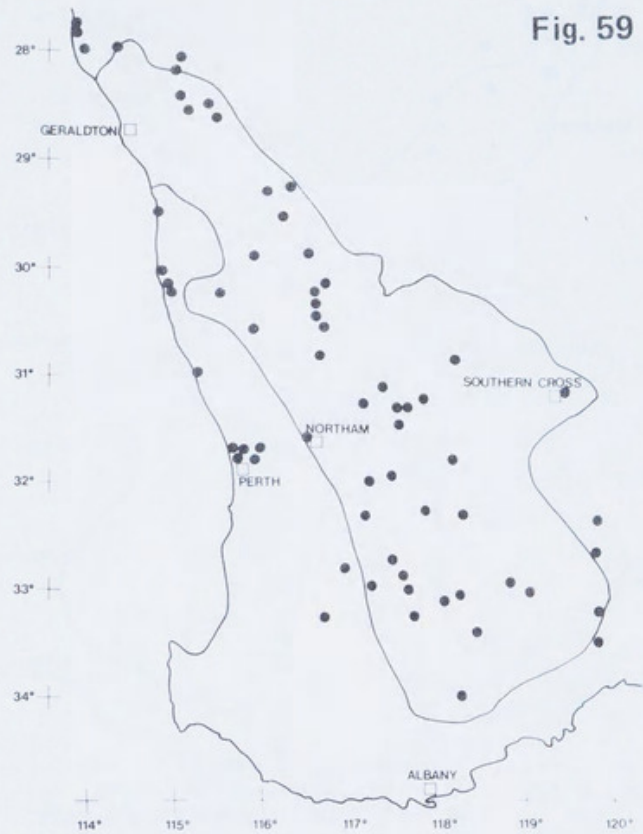 Fig. 59
28°
GERALDTON
29°
30°
31°
SOUTHERN CROSS
NORTHAM
32°
PERTH
33°
34°
ALBANY
114° 115° 116° 117° 118° 119° 120°